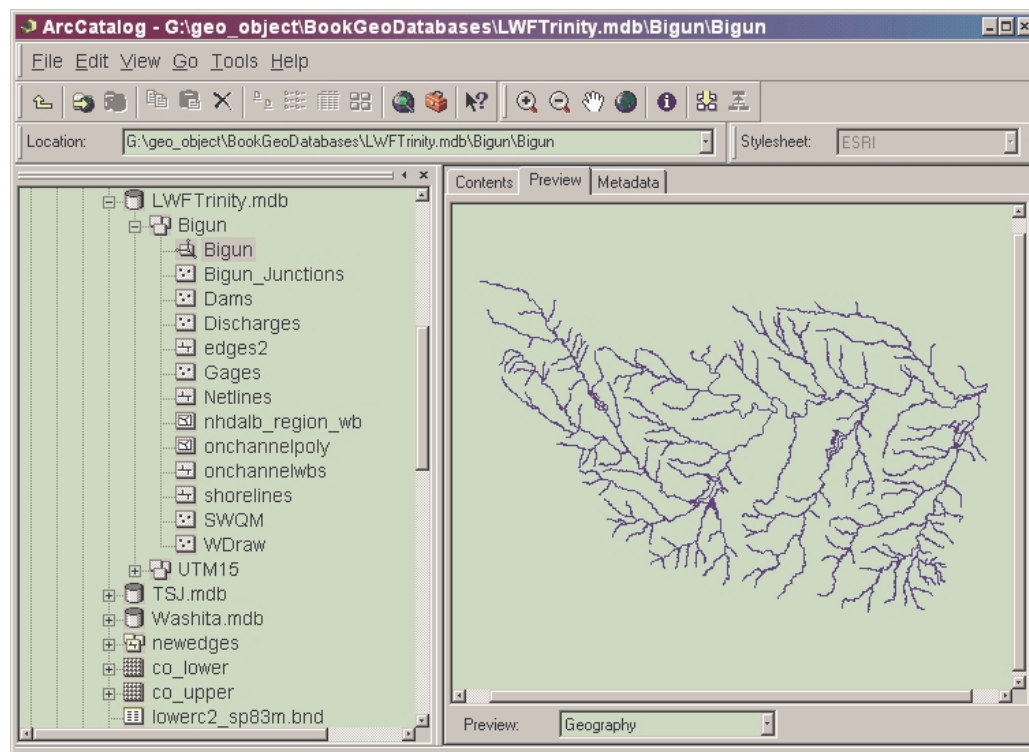 ArcCatalog - G:\geo_object\BookGeoDatabases\LWFTrinity.mdb\Bigun\Bigun
File Edit View Go Tools Help
Location: G:\geo_object\BookGeoDatabases\LWFTrinity.mdb\Bigun\Bigun Stylesheet: ESRI
Contents Preview Metadata
LWFTrinity.mdb
Bigun
Bigun
Bigun_Junctions
Dams
Discharges
edges2
Gages
Netlines
nhdalb_region_wb
onchannelpoly
onchannelwbs
shorelines
SWQM
WDraw
UTM15
TSJ.mdb
Washita.mdb
newedges
co_lower
co_upper
lowerc2_sp83m.bnd
Preview: Geography